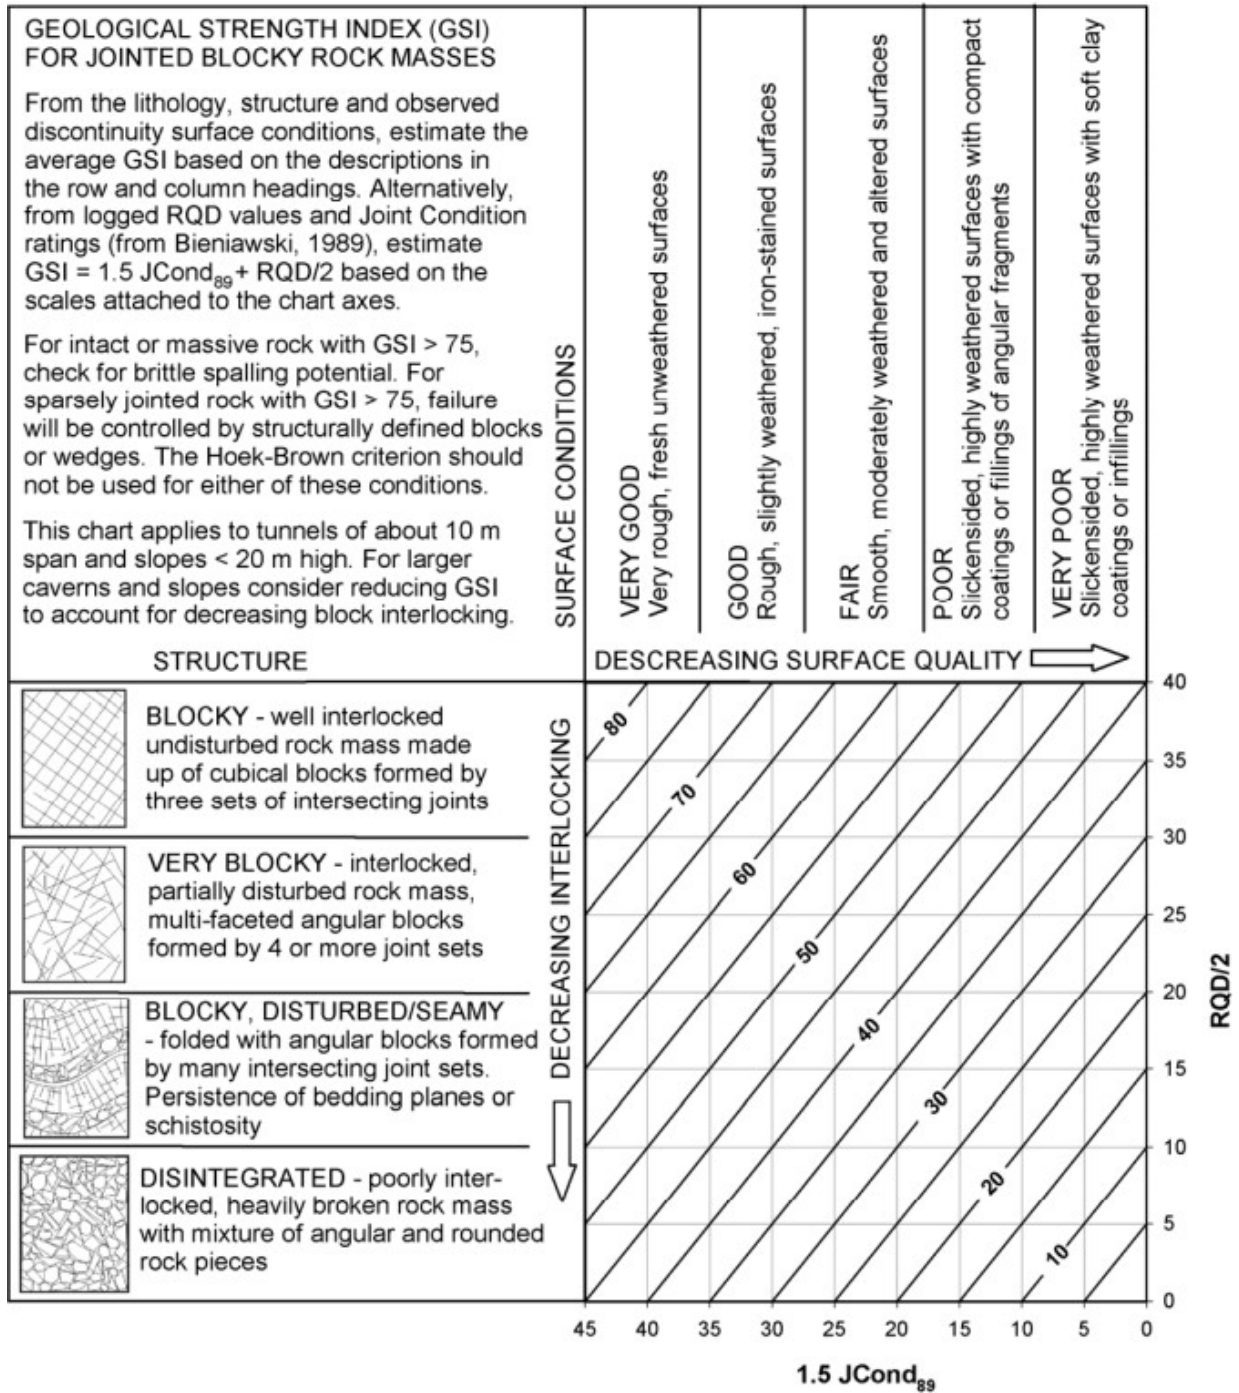 GEOLOGICAL STRENGTH INDEX (GSI)
FOR JOINTED BLOCKY ROCK MASSES
From the lithology, structure and observed
discontinuity surface conditions, estimate the
average GSI based on the descriptions in
the row and column headings. Alternatively,
from logged RQD values and Joint Condition
ratings (from Bieniawski, 1989), estimate
GSI = 1.5 JCond89 + RQD/2 based on the
scales attached to the chart axes.
For intact or massive rock with GSI > 75,
check for brittle spalling potential. For
sparsely jointed rock with GSI > 75, failure
will be controlled by structurally defined blocks
or wedges. The Hoek-Brown criterion should
not be used for either of these conditions.
This chart applies to tunnels of about 10 m
span and slopes < 20 m high. For larger
caverns and slopes consider reducing GSI
to account for decreasing block interlocking.
SURFACE CONDITIONS
VERY GOOD
Very rough, fresh unweathered surfaces
GOOD
Rough, slightly weathered, iron-stained surfaces
FAIR
Smooth, moderately weathered and altered surfaces
POOR
Slickensided, highly weathered surfaces with compact
coatings or fillings of angular fragments
VERY POOR
Slickensided, highly weathered surfaces with soft clay
coatings or infillings
STRUCTURE
DESCREASING SURFACE QUALITY
BLOCKY - well interlocked
undisturbed rock mass made
up of cubical blocks formed by
three sets of intersecting joints
VERY BLOCKY - interlocked,
partially disturbed rock mass,
multi-faceted angular blocks
formed by 4 or more joint sets
BLOCKY, DISTURBED/SEAMY
- folded with angular blocks formed
by many intersecting joint sets.
Persistence of bedding planes or
schistosity
DISINTEGRATED - poorly inter-
locked, heavily broken rock mass
with mixture of angular and rounded
rock pieces
DECREASING INTERLOCKING
80
70
60
50
40
30
20
10
40
35
30
25
20
15
10
5
0
RQD/2
45 40 35 30 25 20 15 10 5 0
1.5 JCond89